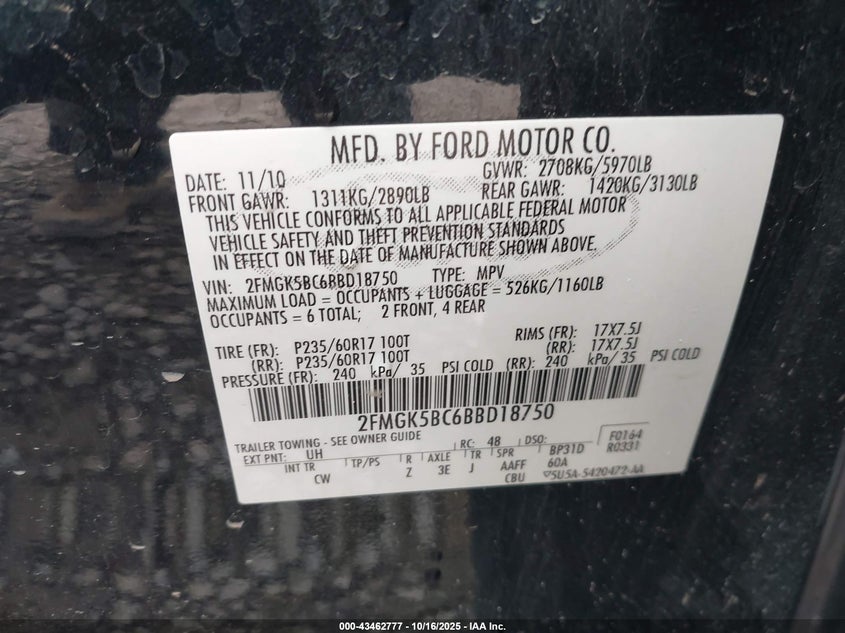 MFD. BY FORD MOTOR CO.
DATE: 11/10 GVWR: 2708KG/5970LB
FRONT GAWR: 1311KG/2890LB REAR GAWR: 1420KG/3130LB
THIS VEHICLE CONFORMS TO ALL APPLICABLE FEDERAL MOTOR
VEHICLE SAFETY AND THEFT PREVENTION STANDARDS
IN EFFECT ON THE DATE OF MANUFACTURE SHOWN ABOVE.
VIN: 2FMGK5BC6BBD18750 TYPE: MPV
MAXIMUM LOAD = OCCUPANTS + LUGGAGE = 526KG/1160LB
OCCUPANTS = 6 TOTAL; 2 FRONT, 4 REAR
TIRE (FR): P235/60R17 100T RIMS (FR): 17X7.5J
(RR): P235/60R17 100T (RR): 17X7.5J
PRESSURE (FR): 240 kPa/ 35 PSI COLD (RR): 240 kPa/ 35 PSI COLD
2FMGK5BC6BBD18750
TRAILER TOWING - SEE OWNER GUIDE RC: 48 DSO: F0164
EXT PNT: UH BP31D R0331
INT TR TP/PS R AXLE TR SPR 60A
CW Z 3E J AAFF
CBU 5U5A-5420472-AA
000-43462777 - 10/16/2025 - IAA Inc.